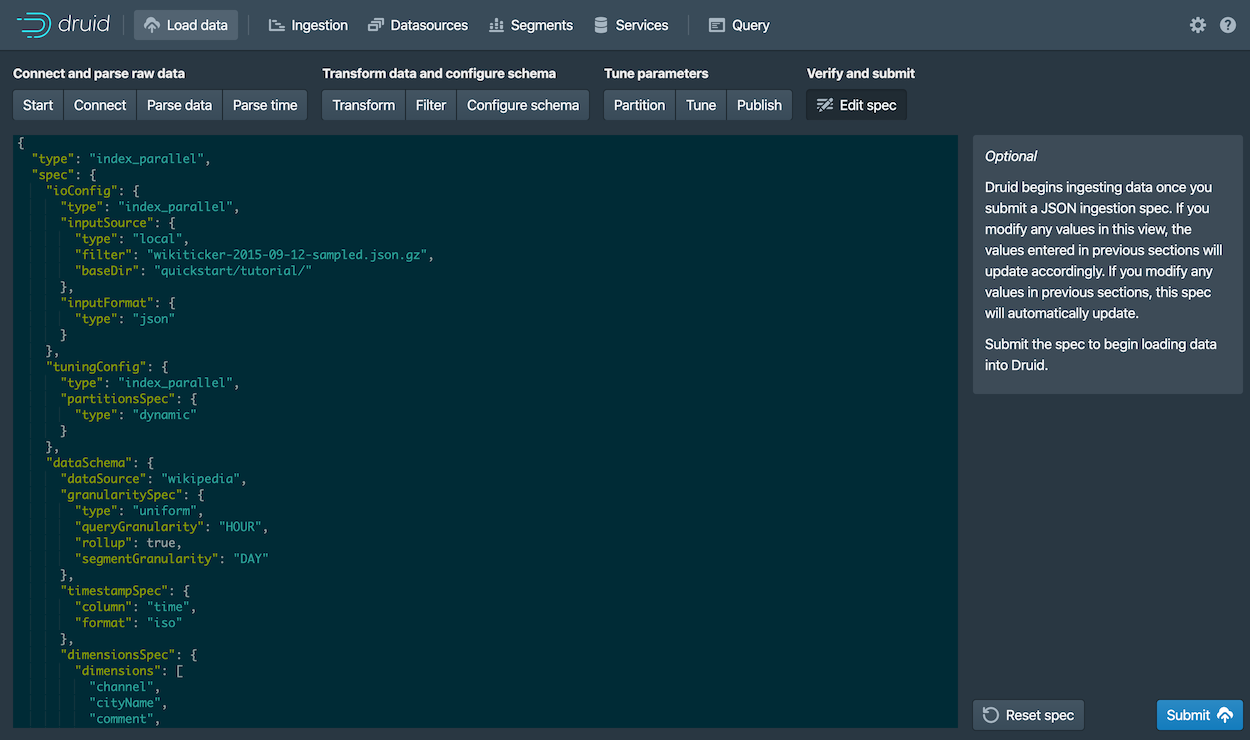 druid Load data Ingestion Datasources Segments Services Query
Connect and parse raw data Transform data and configure schema Tune parameters Verify and submit
Start Connect Parse data Parse time Transform Filter Configure schema Partition Tune Publish Edit spec
{
"type": "index_parallel",
"spec": {
"ioConfig": {
"type": "index_parallel",
"inputSource": {
"type": "local",
"filter": "wikiticker-2015-09-12-sampled.json.gz",
"baseDir": "quickstart/tutorial/"
},
"inputFormat": {
"type": "json"
}
},
"tuningConfig": {
"type": "index_parallel",
"partitionsSpec": {
"type": "dynamic"
}
},
"dataSchema": {
"dataSource": "wikipedia",
"granularitySpec": {
"type": "uniform",
"queryGranularity": "HOUR",
"rollup": true,
"segmentGranularity": "DAY"
},
"timestampSpec": {
"column": "time",
"format": "iso"
},
"dimensionsSpec": {
"dimensions": [
"channel",
"cityName",
"comment",
Optional
Druid begins ingesting data once you
submit a JSON ingestion spec. If you
modify any values in this view, the
values entered in previous sections will
update accordingly. If you modify any
values in previous sections, this spec
will automatically update.
Submit the spec to begin loading data
into Druid.
Reset spec Submit